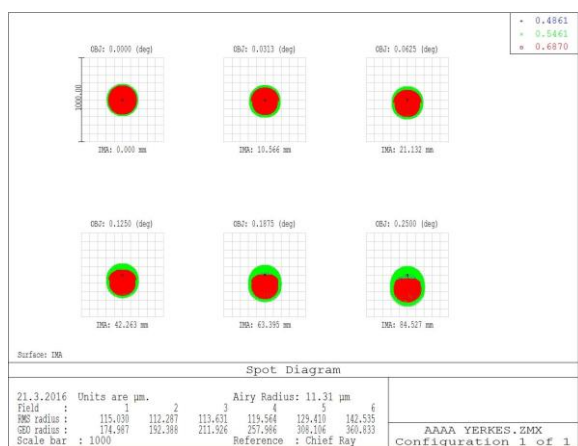 0.4861
0.5461
0.6870
OBJ: 0.0000 (deg) OBJ: 0.0313 (deg) OBJ: 0.0625 (deg)
1000.00
IMA: 0.000 mm IMA: 10.566 mm IMA: 21.132 mm
OBJ: 0.1250 (deg) OBJ: 0.1875 (deg) OBJ: 0.2500 (deg)
IMA: 42.263 mm IMA: 63.395 mm IMA: 84.527 mm
Surface: IMA
Spot Diagram
21.3.2016 Units are µm. Airy Radius: 11.31 µm
Field : 1 2 3 4 5 6
RMS radius : 115.030 112.287 113.631 119.564 129.410 142.535
GEO radius : 174.987 192.388 211.926 257.986 308.106 360.833
Scale bar : 1000 Reference : Chief Ray
AAAA YERKES.ZMX
Configuration 1 of 1